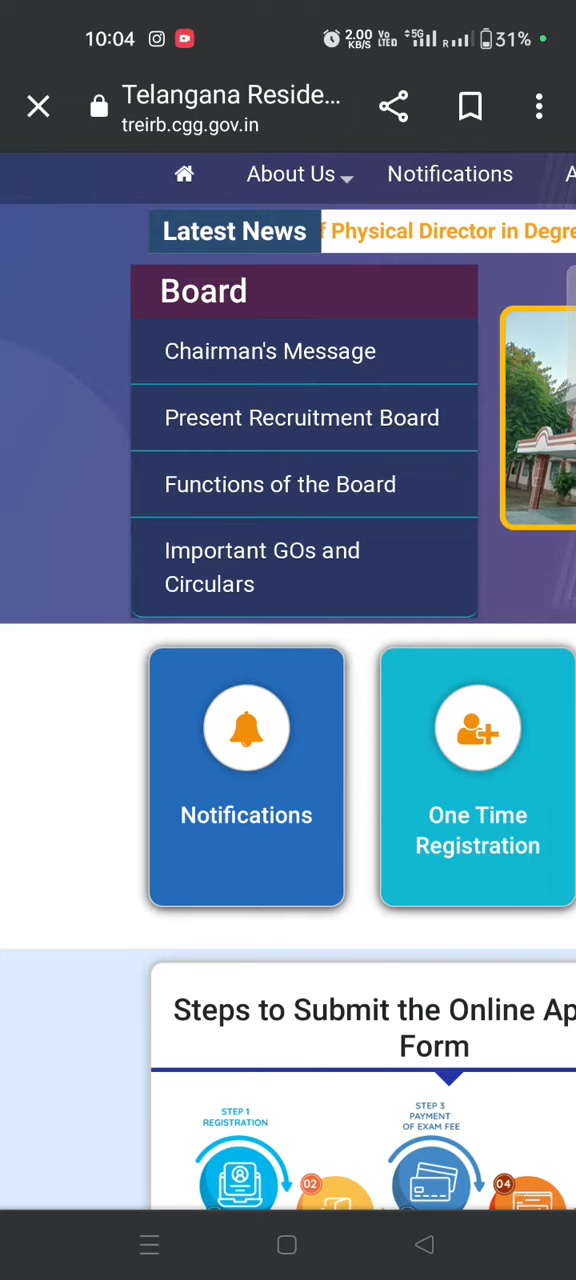 10:04 2.00 KB/S Vo LTE 5G R 31%
Telangana Reside...
treirb.cgg.gov.in
About Us Notifications A
Latest News f Physical Director in Degre
Board
Chairman's Message
Present Recruitment Board
Functions of the Board
Important GOs and
Circulars
Notifications
One Time
Registration
Steps to Submit the Online Ap
Form
STEP 1
REGISTRATION
STEP 3
PAYMENT
OF EXAM FEE
02
04